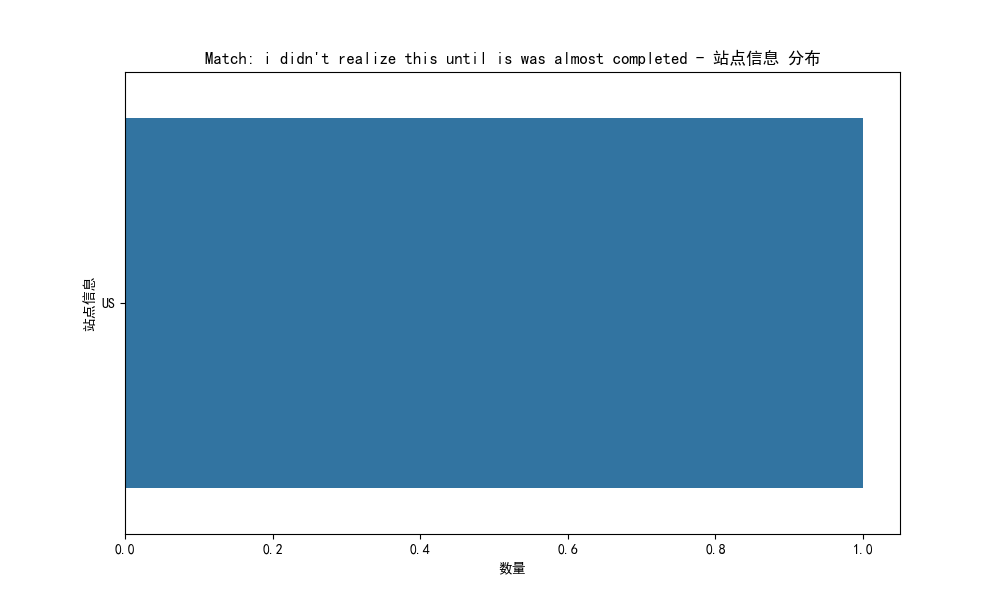 Match: i didn't realize this until is was almost completed - 站点信息 分布
站点信息
US
0.0 0.2 0.4 0.6 0.8 1.0
数量